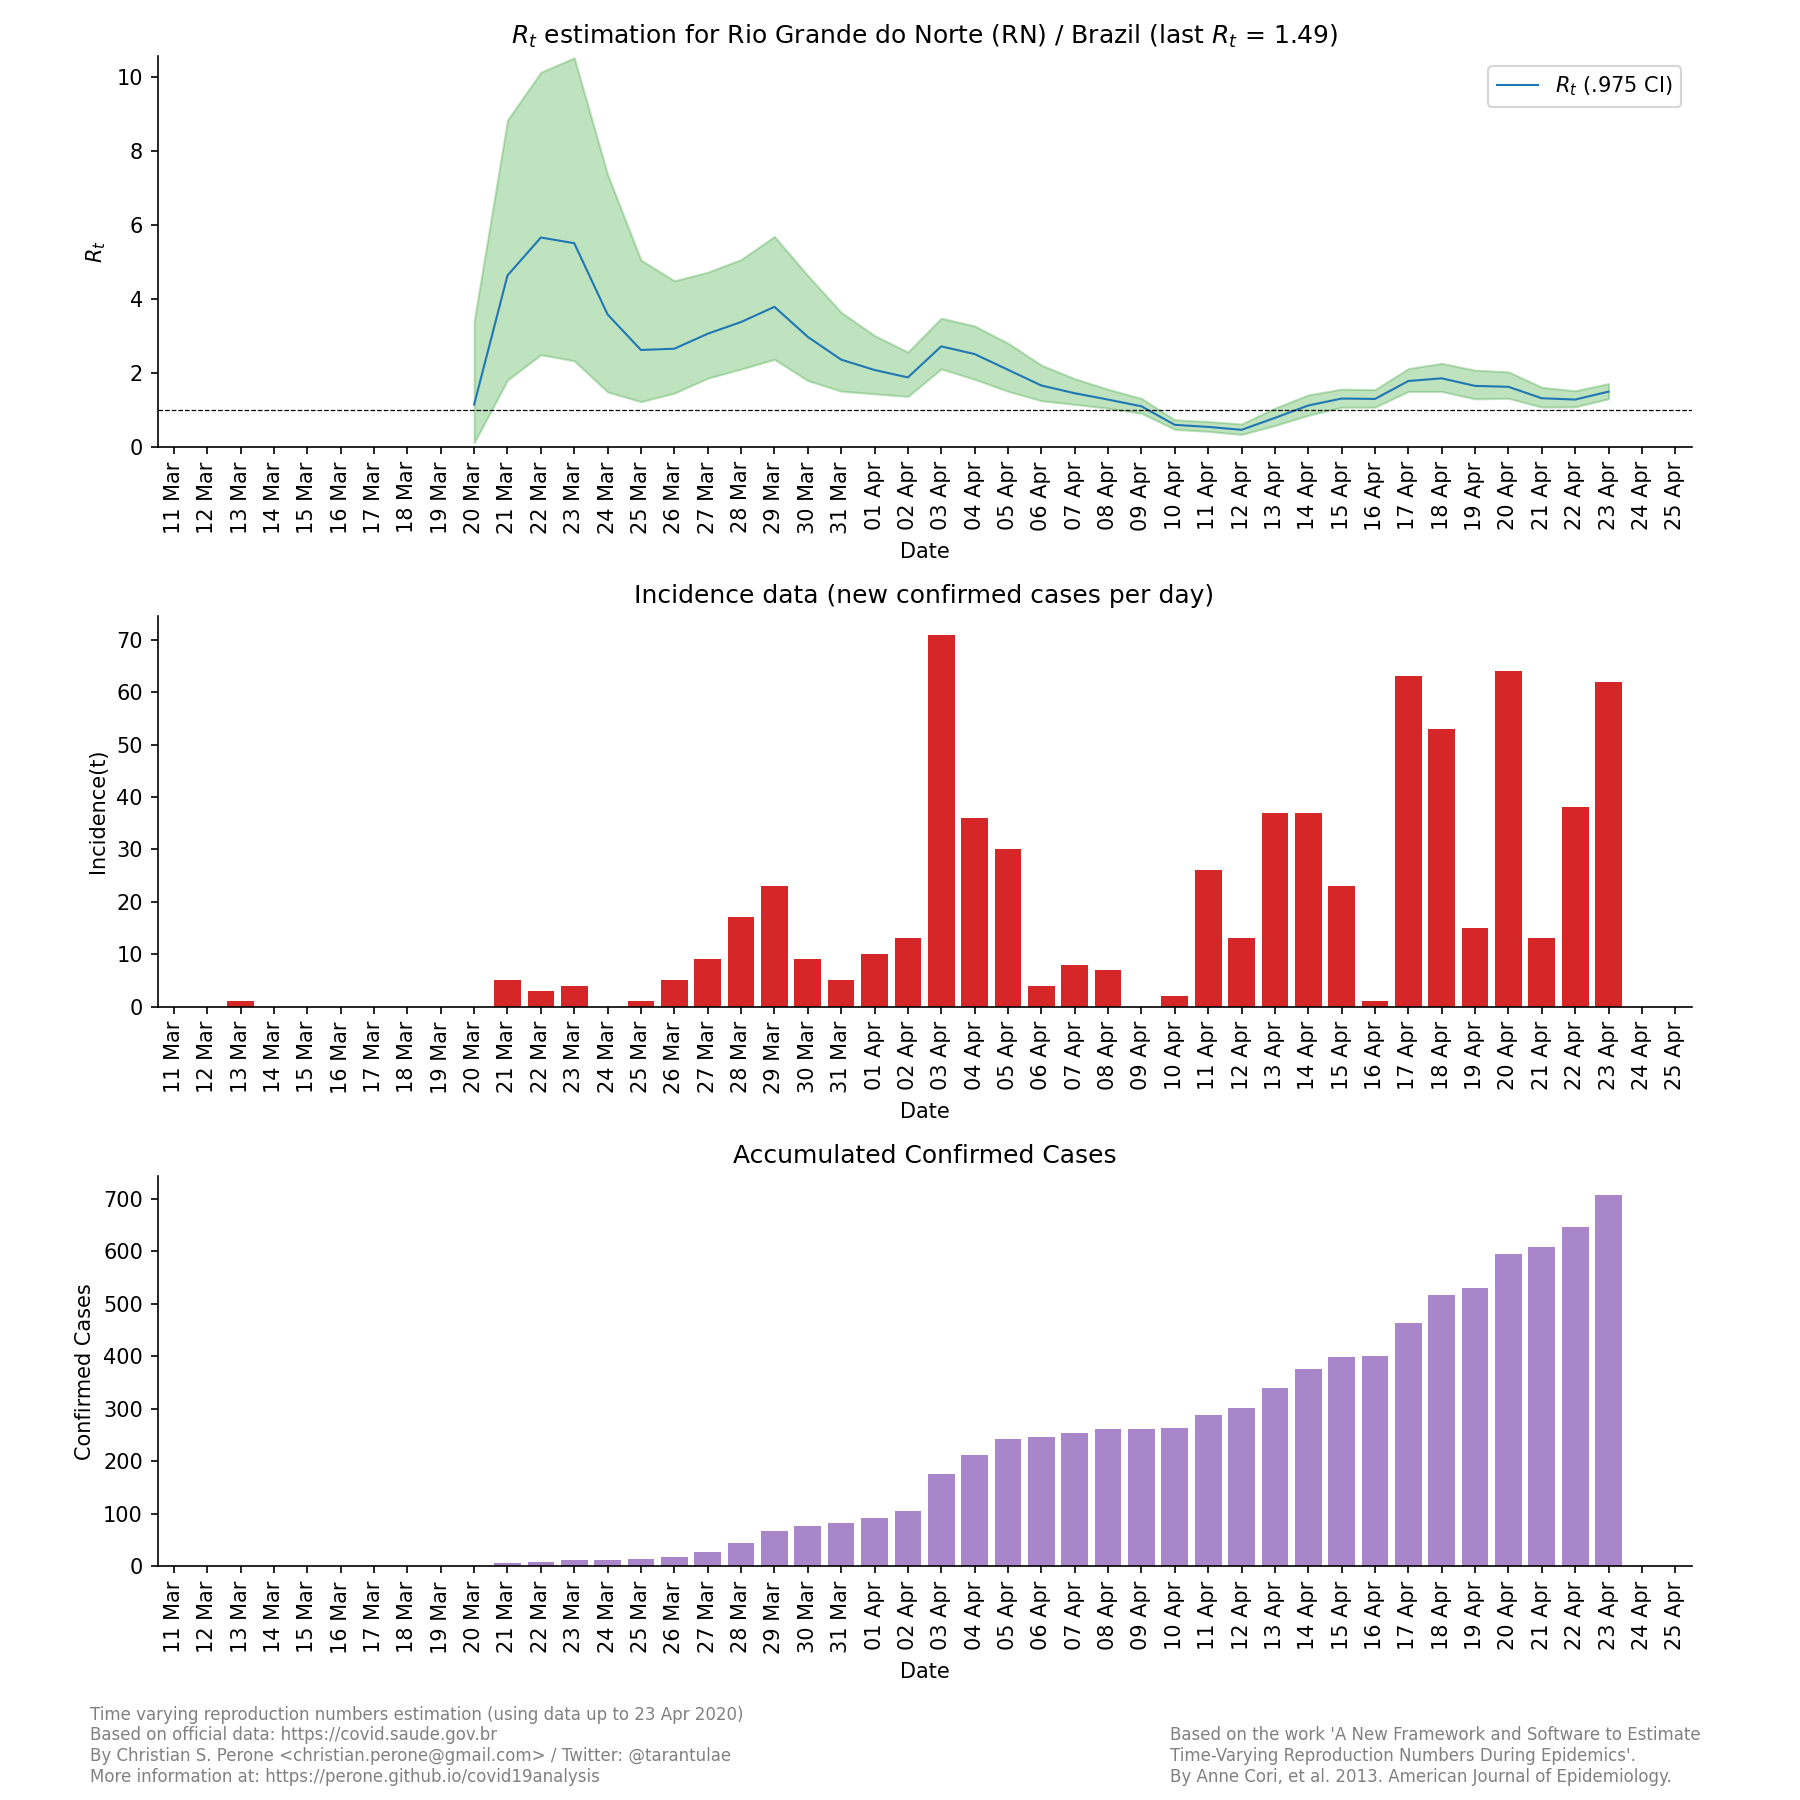 Rt estimation for Rio Grande do Norte (RN) / Brazil (last Rt = 1.49)
Rt (.975 CI)
10
8
6
4
2
0
Rt
11 Mar 12 Mar 13 Mar 14 Mar 15 Mar 16 Mar 17 Mar 18 Mar 19 Mar 20 Mar 21 Mar 22 Mar 23 Mar 24 Mar 25 Mar 26 Mar 27 Mar 28 Mar 29 Mar 30 Mar 31 Mar 01 Apr 02 Apr 03 Apr 04 Apr 05 Apr 06 Apr 07 Apr 08 Apr 09 Apr 10 Apr 11 Apr 12 Apr 13 Apr 14 Apr 15 Apr 16 Apr 17 Apr 18 Apr 19 Apr 20 Apr 21 Apr 22 Apr 23 Apr 24 Apr 25 Apr
Date
Incidence data (new confirmed cases per day)
70
60
50
40
30
20
10
0
Incidence(t)
11 Mar 12 Mar 13 Mar 14 Mar 15 Mar 16 Mar 17 Mar 18 Mar 19 Mar 20 Mar 21 Mar 22 Mar 23 Mar 24 Mar 25 Mar 26 Mar 27 Mar 28 Mar 29 Mar 30 Mar 31 Mar 01 Apr 02 Apr 03 Apr 04 Apr 05 Apr 06 Apr 07 Apr 08 Apr 09 Apr 10 Apr 11 Apr 12 Apr 13 Apr 14 Apr 15 Apr 16 Apr 17 Apr 18 Apr 19 Apr 20 Apr 21 Apr 22 Apr 23 Apr 24 Apr 25 Apr
Date
Accumulated Confirmed Cases
700
600
500
400
300
200
100
0
Confirmed Cases
11 Mar 12 Mar 13 Mar 14 Mar 15 Mar 16 Mar 17 Mar 18 Mar 19 Mar 20 Mar 21 Mar 22 Mar 23 Mar 24 Mar 25 Mar 26 Mar 27 Mar 28 Mar 29 Mar 30 Mar 31 Mar 01 Apr 02 Apr 03 Apr 04 Apr 05 Apr 06 Apr 07 Apr 08 Apr 09 Apr 10 Apr 11 Apr 12 Apr 13 Apr 14 Apr 15 Apr 16 Apr 17 Apr 18 Apr 19 Apr 20 Apr 21 Apr 22 Apr 23 Apr 24 Apr 25 Apr
Date
Time varying reproduction numbers estimation (using data up to 23 Apr 2020)
Based on official data: https://covid.saude.gov.br
By Christian S. Perone <christian.perone@gmail.com> / Twitter: @tarantulae
More information at: https://perone.github.io/covid19analysis
Based on the work 'A New Framework and Software to Estimate
Time-Varying Reproduction Numbers During Epidemics'.
By Anne Cori, et al. 2013. American Journal of Epidemiology.